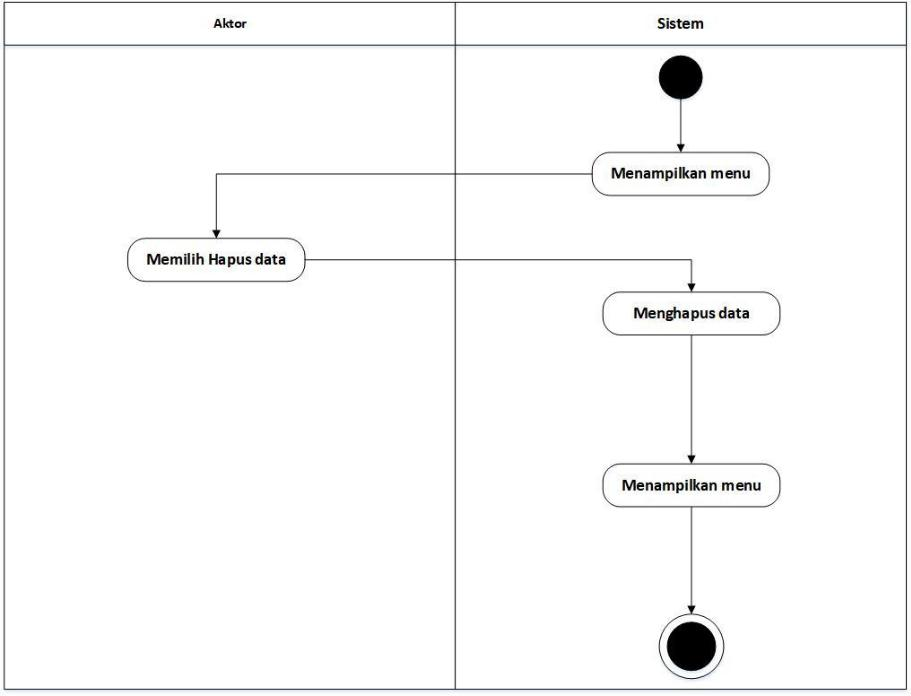 Aktor
Sistem
Menampilkan menu
Memilih Hapus data
Menghapus data
Menampilkan menu